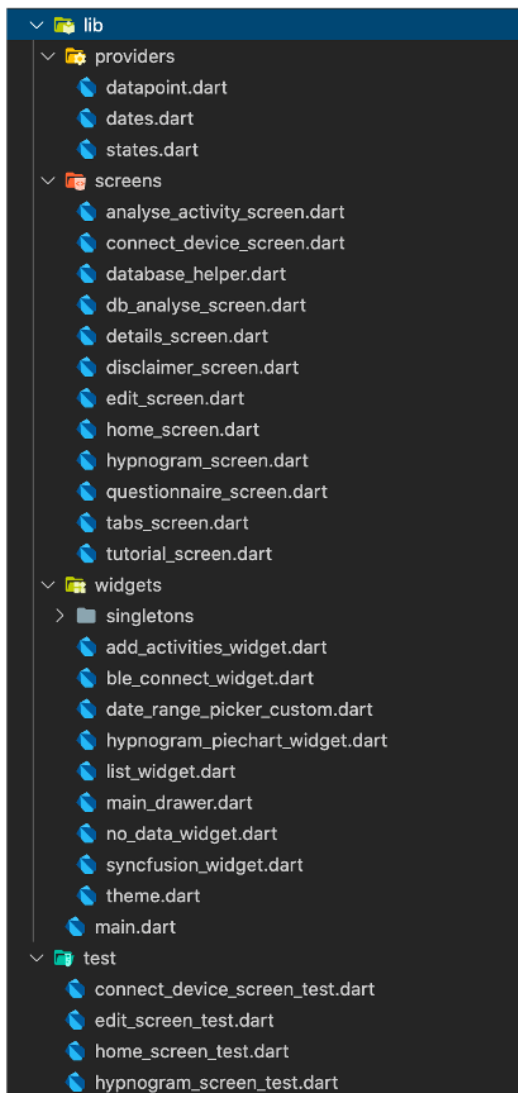 lib
providers
datapoint.dart
dates.dart
states.dart
screens
analyse_activity_screen.dart
connect_device_screen.dart
database_helper.dart
db_analyse_screen.dart
details_screen.dart
disclaimer_screen.dart
edit_screen.dart
home_screen.dart
hypnogram_screen.dart
questionnaire_screen.dart
tabs_screen.dart
tutorial_screen.dart
widgets
singletons
add_activities_widget.dart
ble_connect_widget.dart
date_range_picker_custom.dart
hypnogram_piechart_widget.dart
list_widget.dart
main_drawer.dart
no_data_widget.dart
syncfusion_widget.dart
theme.dart
main.dart
test
connect_device_screen_test.dart
edit_screen_test.dart
home_screen_test.dart
hypnogram_screen_test.dart